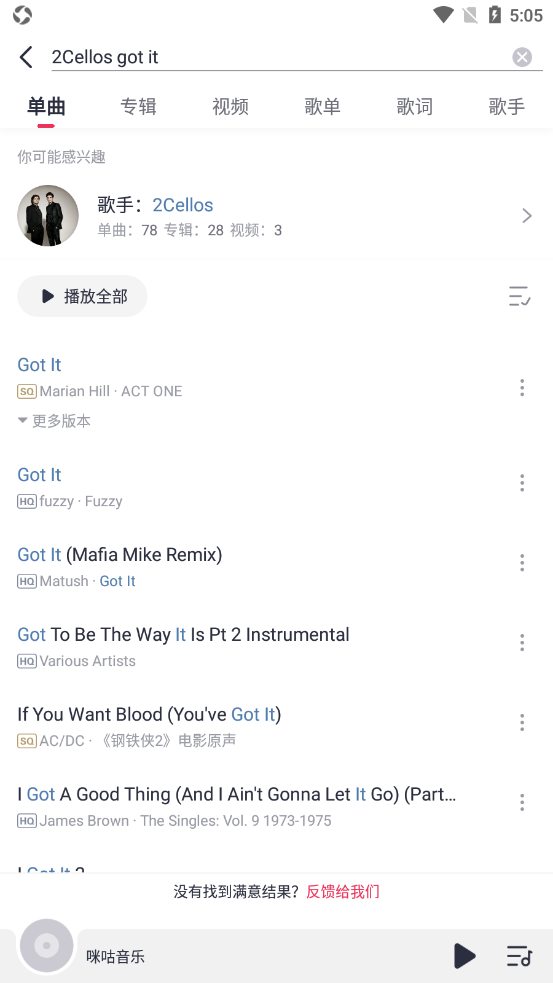 5:05
2Cellos got it
单曲 专辑 视频 歌单 歌词 歌手
你可能感兴趣
歌手：2Cellos
单曲：78 专辑：28 视频：3
播放全部
Got It
SQ Marian Hill · ACT ONE
更多版本
Got It
HQ fuzzy · Fuzzy
Got It (Mafia Mike Remix)
HQ Matush · Got It
Got To Be The Way It Is Pt 2 Instrumental
HQ Various Artists
If You Want Blood (You've Got It)
SQ AC/DC · 《钢铁侠2》电影原声
I Got A Good Thing (And I Ain't Gonna Let It Go) (Part...
HQ James Brown · The Singles: Vol. 9 1973-1975
I Got It 2
没有找到满意结果？反馈给我们
咪咕音乐